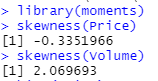 > library(moments)
> skewness(Price)
[1] -0.3351966
> skewness(Volume)
[1] 2.069693